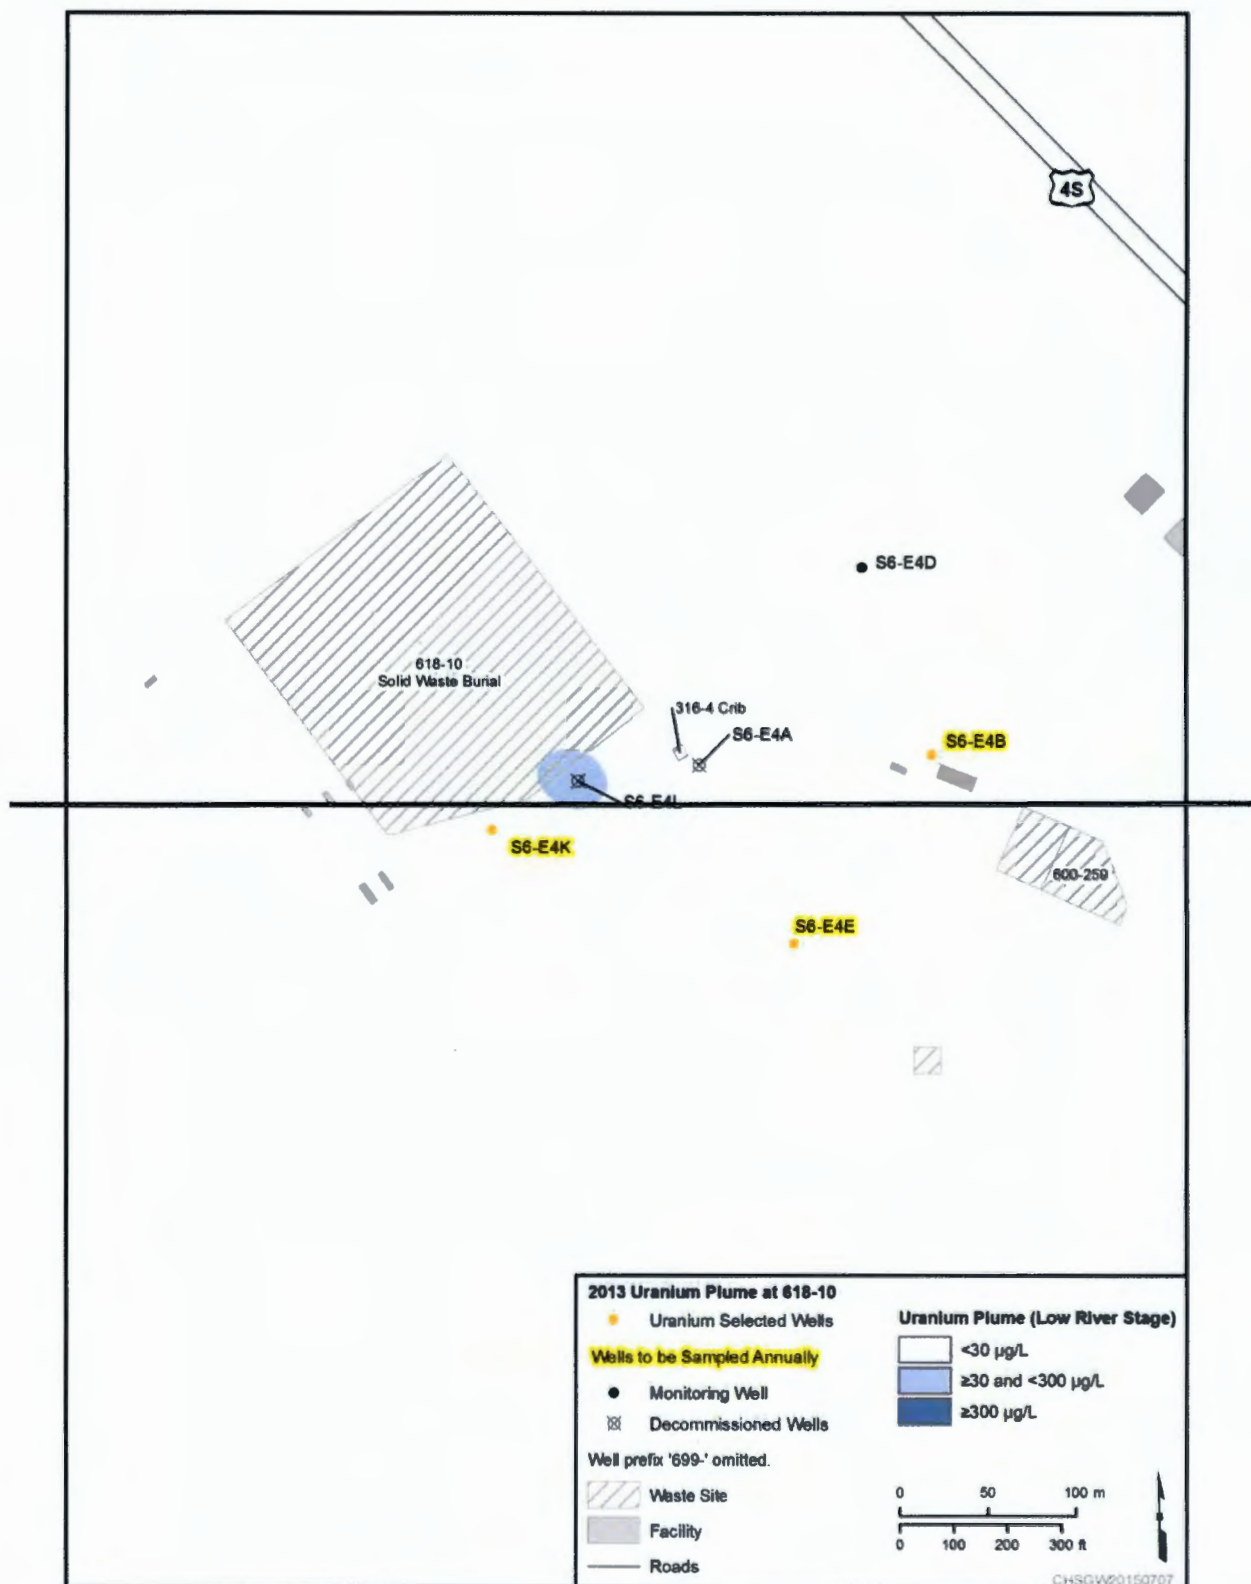 4S
S6-E4D
618-10
Solid Waste Burial
316-4 Crib
S6-E4A
S6-E4B
S6-E4L
S6-E4K
600-259
S6-E4E
2013 Uranium Plume at 618-10
Uranium Selected Wells
Wells to be Sampled Annually
Monitoring Well
Decommissioned Wells
Well prefix '699-' omitted.
Waste Site
Facility
Roads
Uranium Plume (Low River Stage)
<30 µg/L
≥30 and <300 µg/L
≥300 µg/L
0 50 100 m
0 100 200 300 ft
CHSGW20150707